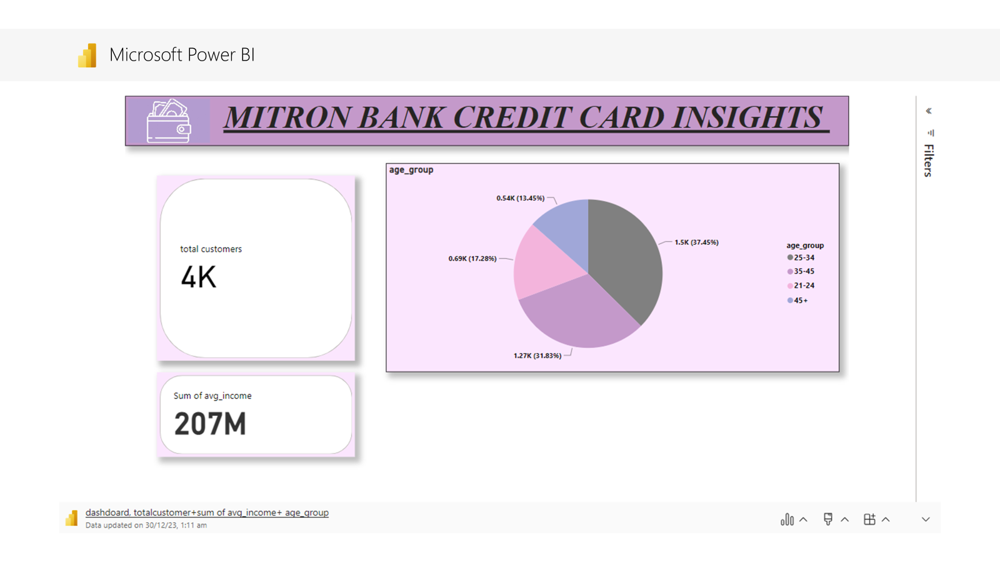 Microsoft Power BI
MITRON BANK CREDIT CARD INSIGHTS
Filters
total customers
4K
Sum of avg_income
207M
age_group
0.54K (13.45%)
1.5K (37.45%)
0.69K (17.28%)
1.27K (31.83%)
age_group
25-34
35-45
21-24
45+
dashdoard, totalcustomer+sum of avg_income+ age_group
Data updated on 30/12/23, 1:11 am